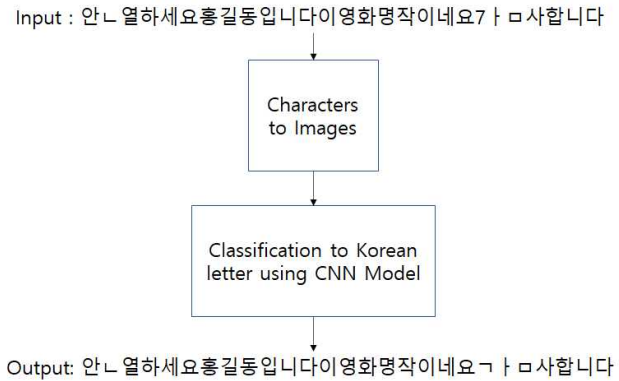 Input : 안ㄴ열하세요홍길동입니다이영화명작이네요7ㅏㅁ사합니다
Characters
to Images
Classification to Korean
letter using CNN Model
Output: 안ㄴ열하세요홍길동입니다이영화명작이네요ㄱㅏㅁ사합니다